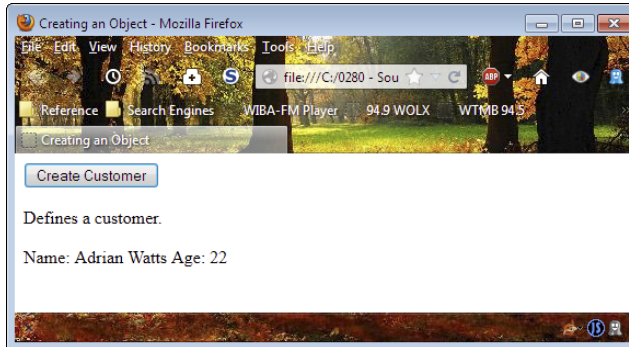 Creating an Object - Mozilla Firefox
File Edit View History Bookmarks Tools Help
S file:///C:/0280 - Sou ABP
Reference Search Engines WIBA-FM Player 94.9 WOLX WTMB 94.5
Creating an Object
Create Customer
Defines a customer.
Name: Adrian Watts Age: 22
JS